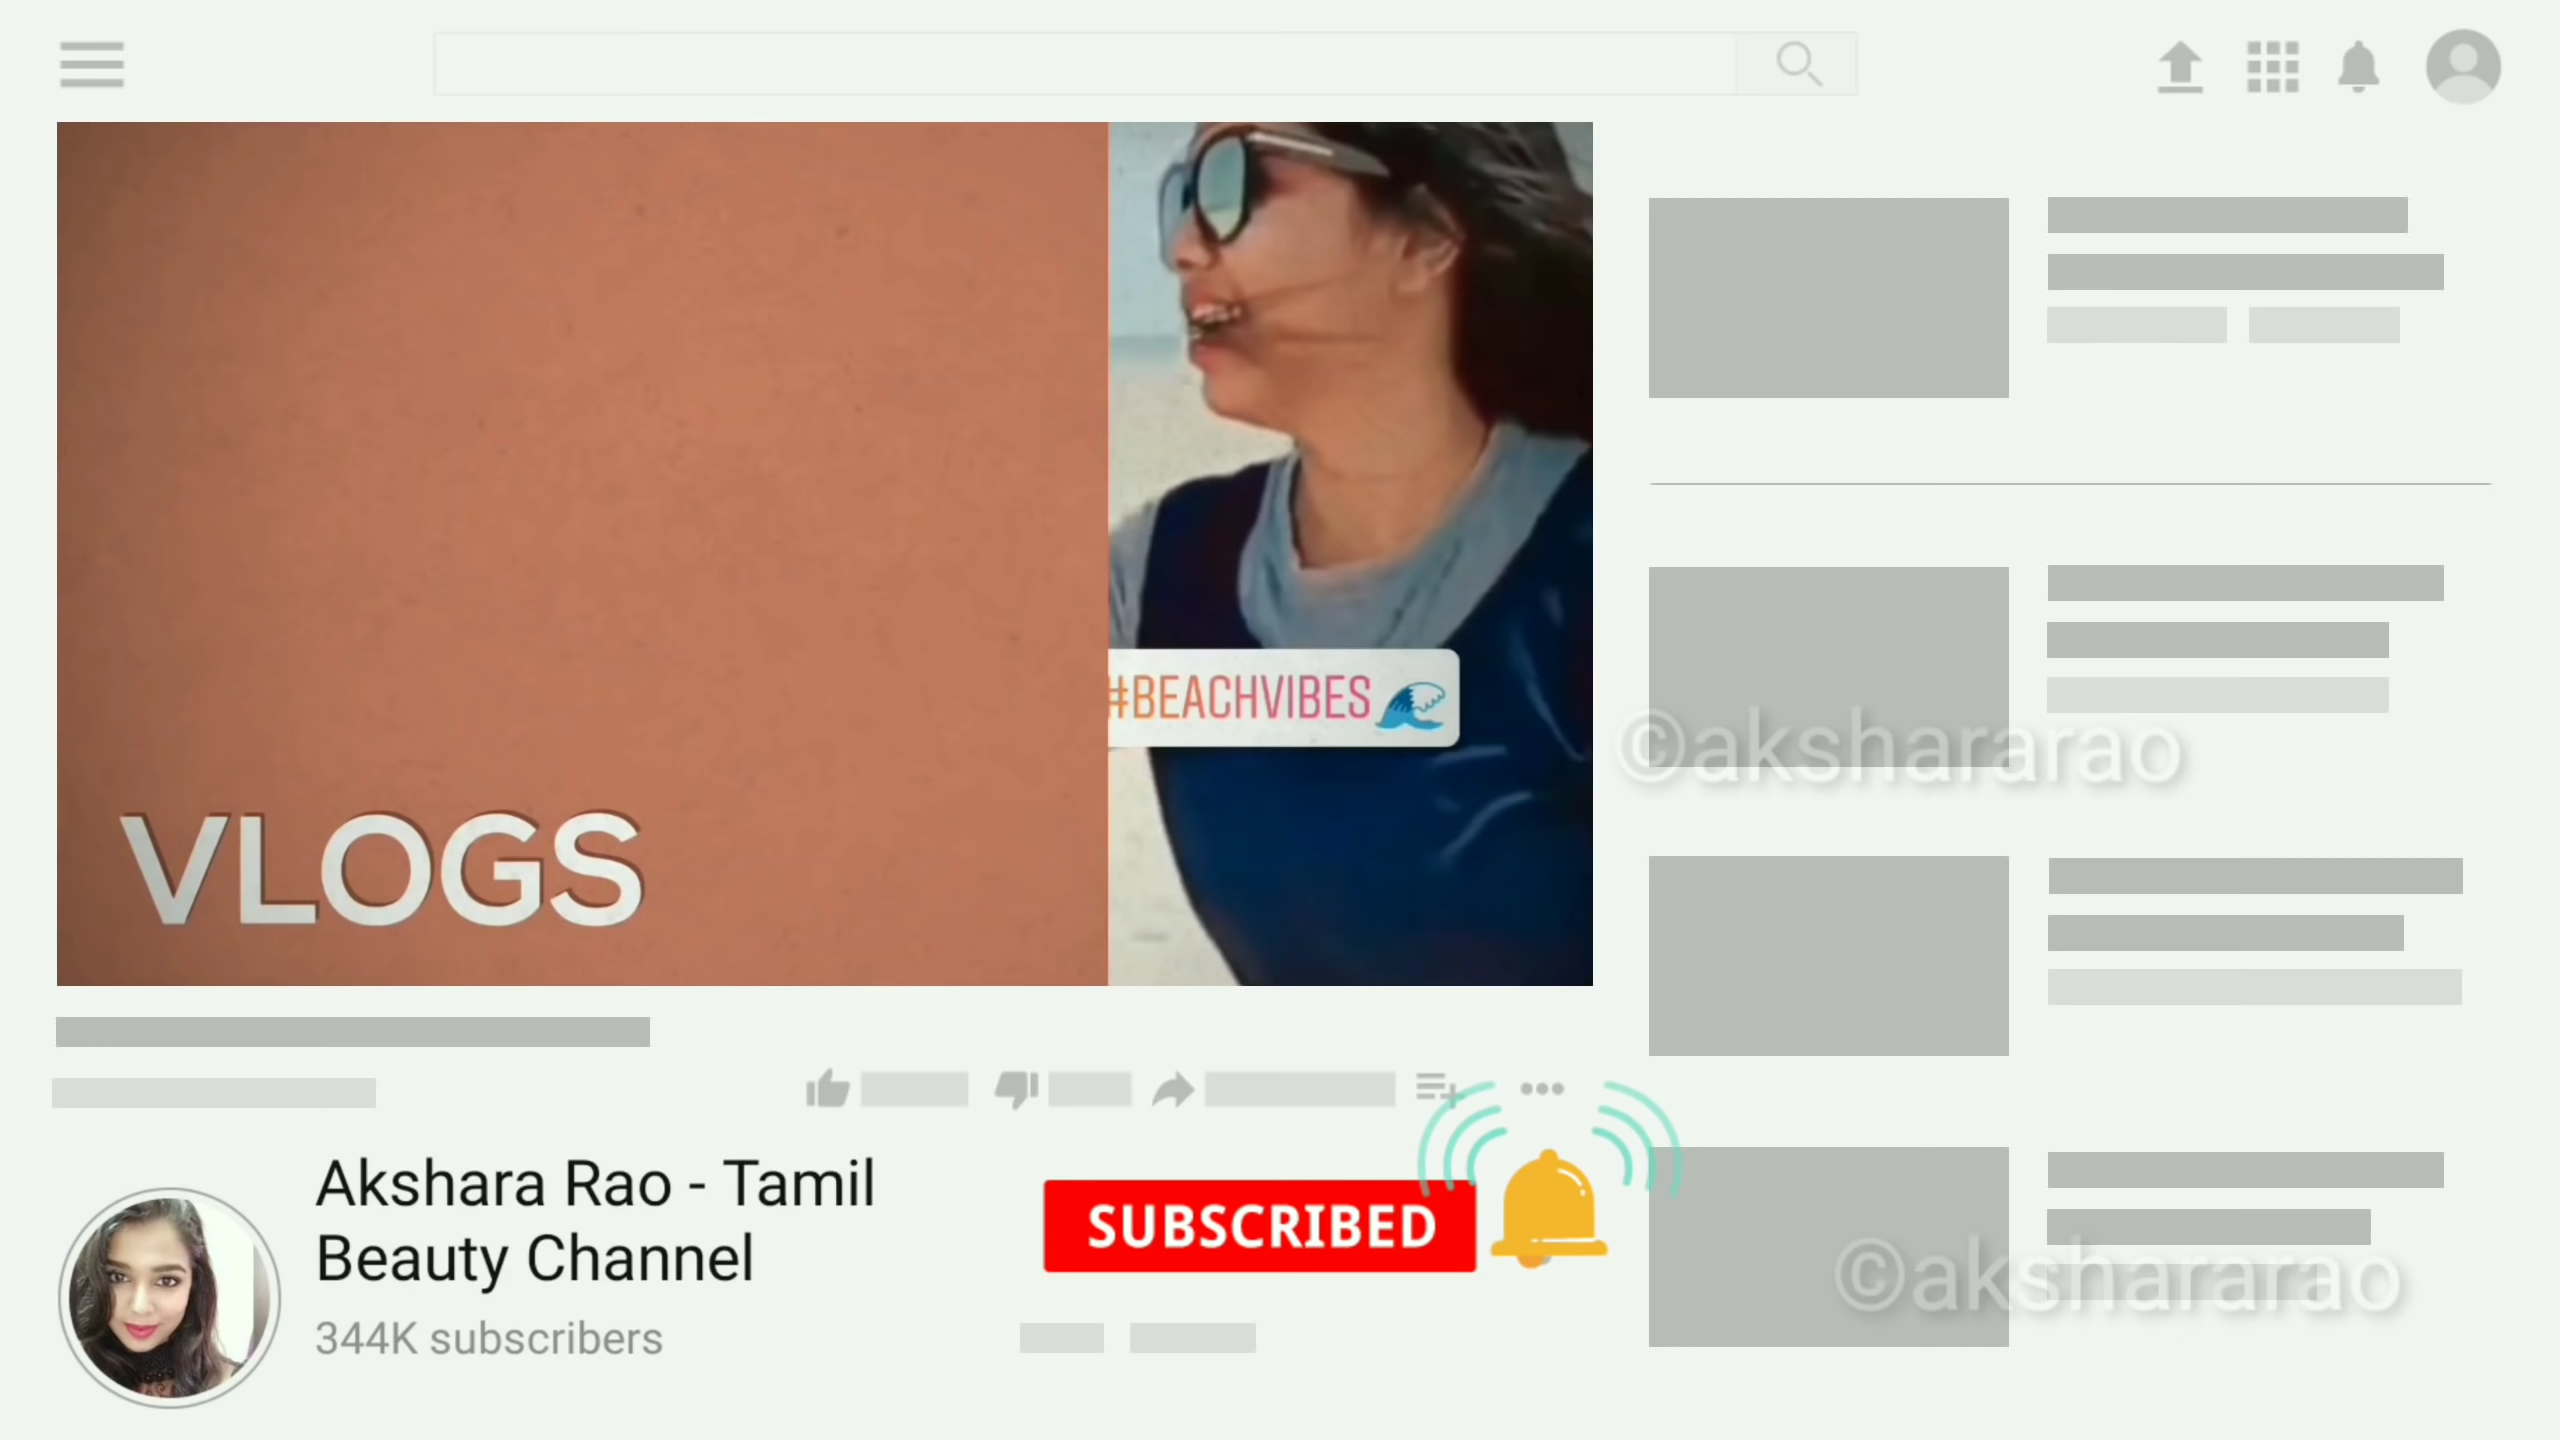 #BEACHVIBES
VLOGS
©akshararao
Akshara Rao - Tamil
Beauty Channel
344K subscribers
SUBSCRIBED
©akshararao